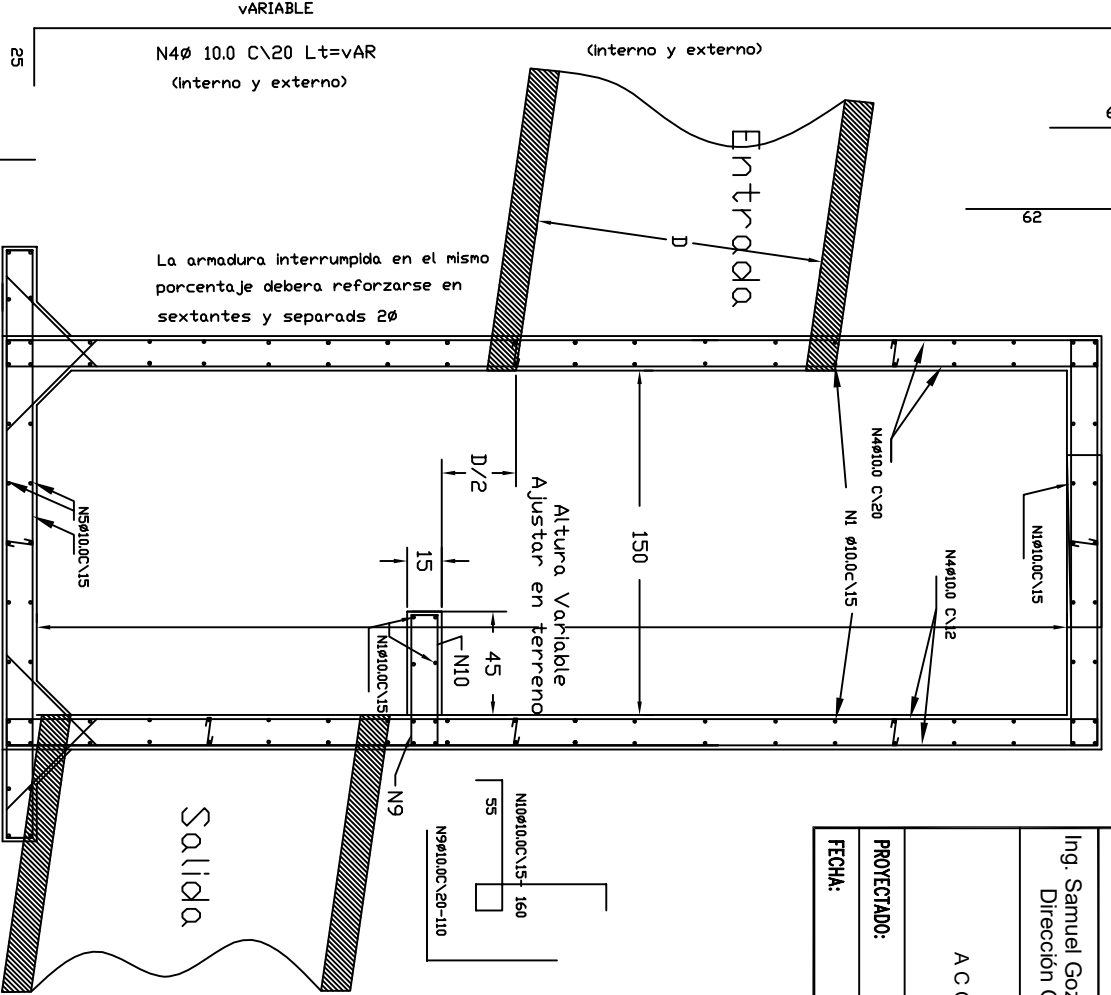 vARIABLE
25
N4ø 10.0 C\20 Lt=vAR
(interno y externo)
(interno y externo)
62
La armadura interrumpida en el mismo
porcentaje debera reforzarse en
sextantes y separads 2ø
Entrada
D
D/2
Altura Variable
Ajustar en terreno
150
15
45
N4ø10.0 C\20
N1 ø10.0c\15
N1ø10.0C\15
N4ø10.0 C\12
N5ø10.0C\15
N1ø10.0C\15
N10
N9
Salida
55
N10ø10.0C\15- 160
N9ø10.0C\20-110
Ing. Samuel Goz
Dirección
A C
PROYECTADO:
FECHA: